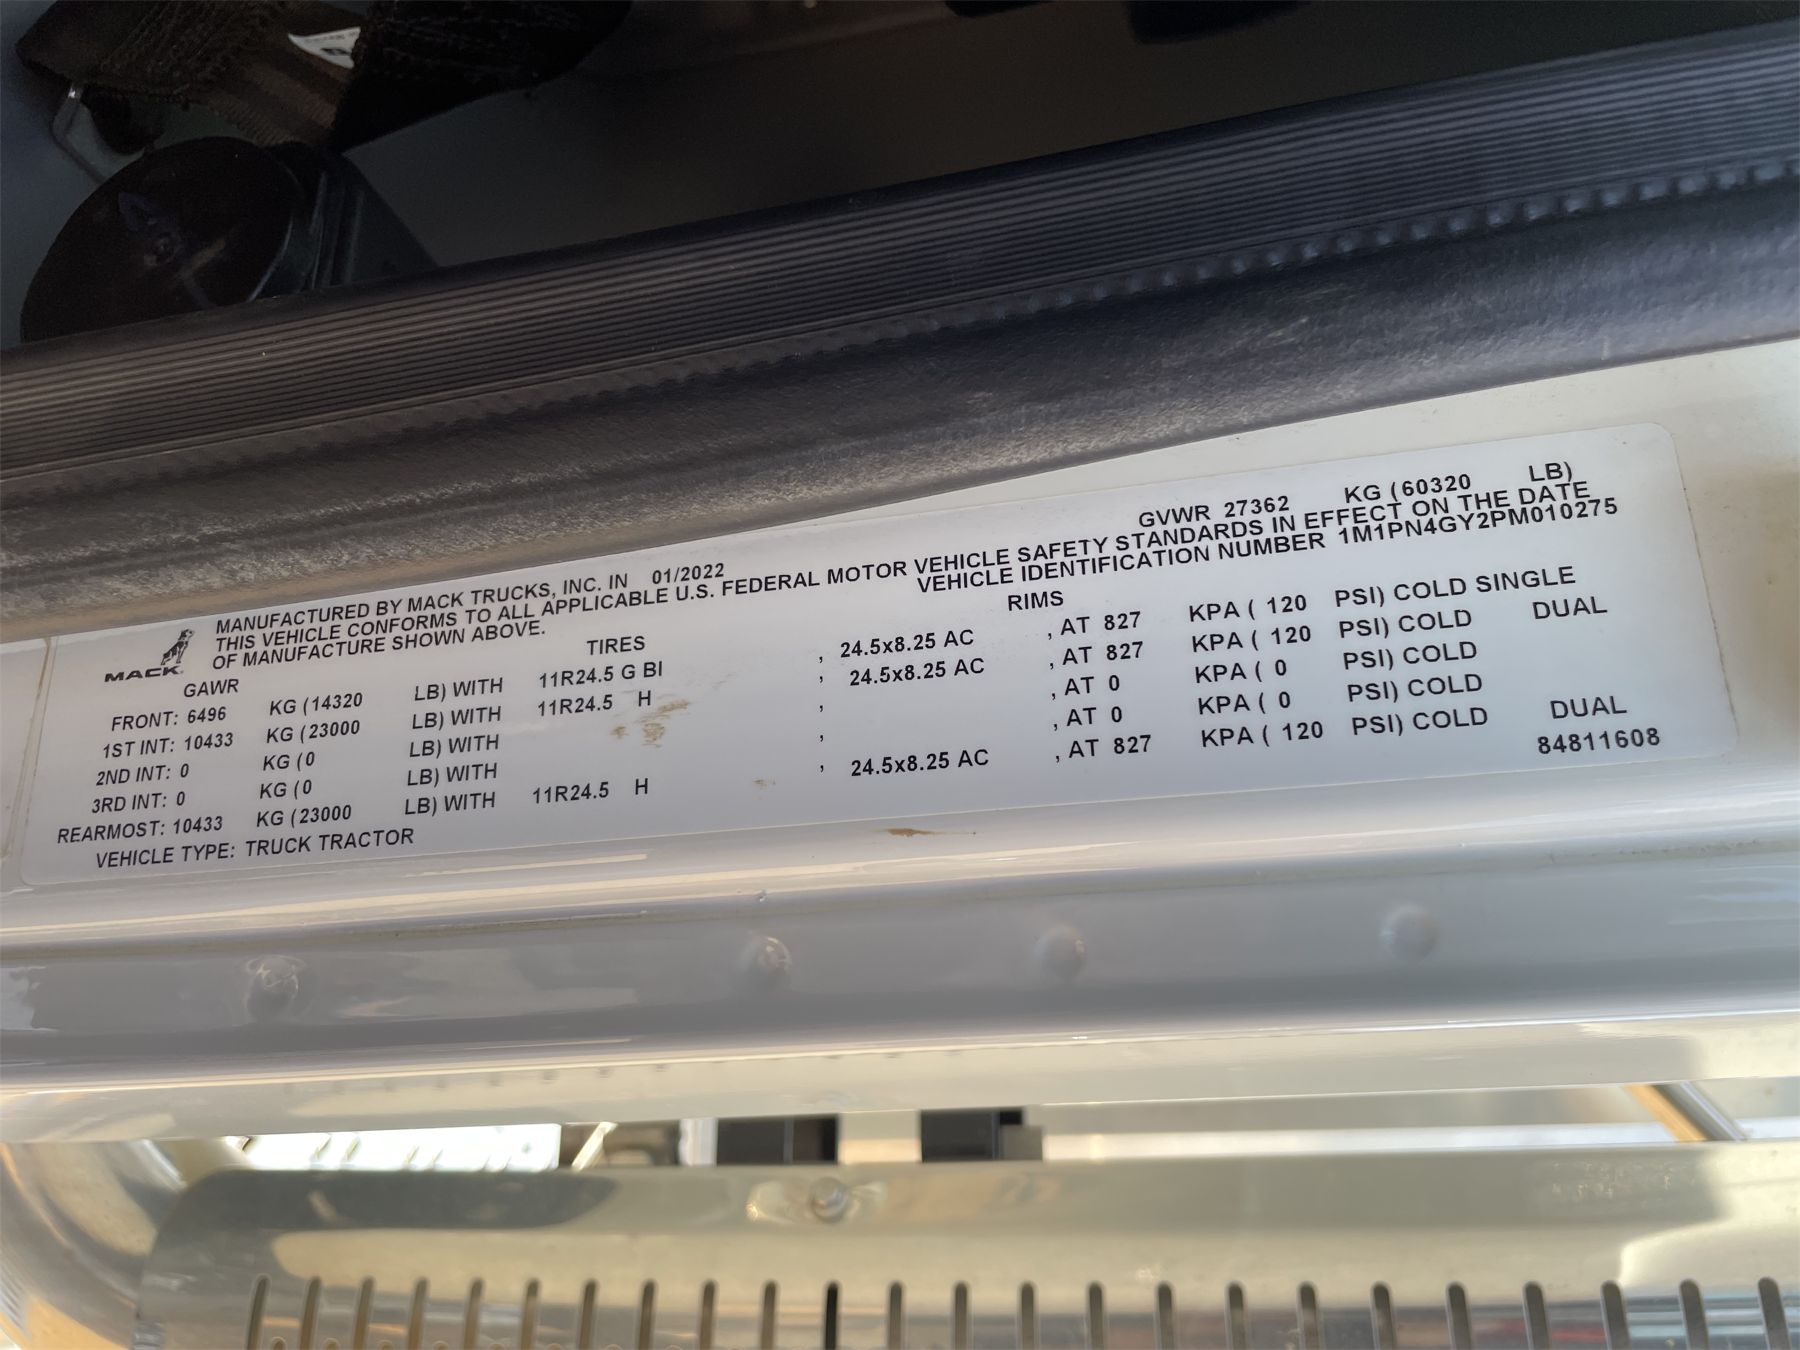 MANUFACTURED BY MACK TRUCKS, INC. IN 01/2022 GVWR 27362 KG (60320 LB)
THIS VEHICLE CONFORMS TO ALL APPLICABLE U.S. FEDERAL MOTOR VEHICLE SAFETY STANDARDS IN EFFECT ON THE DATE
OF MANUFACTURE SHOWN ABOVE. VEHICLE IDENTIFICATION NUMBER 1M1PN4GY2PM010275
MACK
GAWR TIRES RIMS
FRONT: 6496 KG (14320 LB) WITH 11R24.5 G BI , 24.5x8.25 AC , AT 827 KPA ( 120 PSI) COLD SINGLE
1ST INT: 10433 KG (23000 LB) WITH 11R24.5 H , 24.5x8.25 AC , AT 827 KPA ( 120 PSI) COLD DUAL
2ND INT: 0 KG (0 LB) WITH , , AT 0 KPA ( 0 PSI) COLD
3RD INT: 0 KG (0 LB) WITH , , AT 0 KPA ( 0 PSI) COLD
REARMOST: 10433 KG (23000 LB) WITH 11R24.5 H , 24.5x8.25 AC , AT 827 KPA ( 120 PSI) COLD DUAL
VEHICLE TYPE: TRUCK TRACTOR 84811608